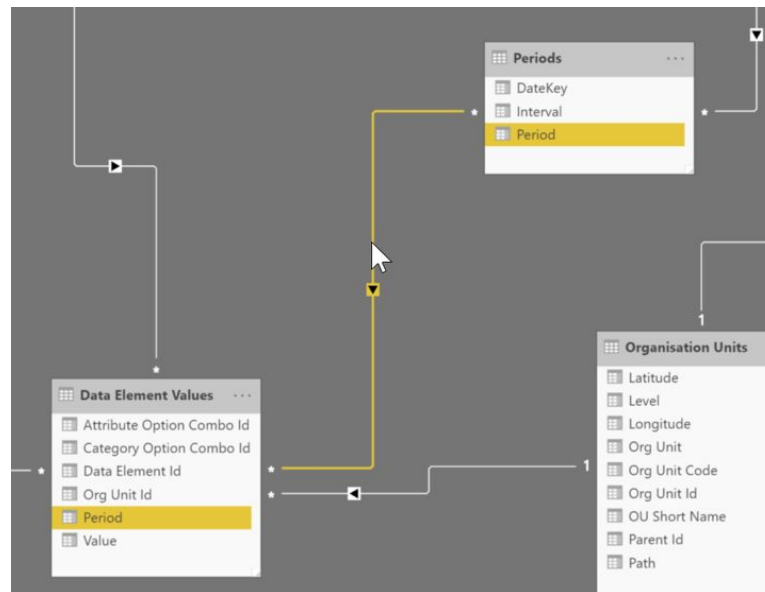 Periods
DateKey
*
Interval
*
Period
1
Organisation Units
*
Latitude
Data Element Values
Level
Attribute Option Combo Id
Longitude
Category Option Combo Id
Org Unit
*
Data Element Id
*
1
Org Unit Code
Org Unit Id
*
Org Unit Id
Period
OU Short Name
Value
Parent Id
Path